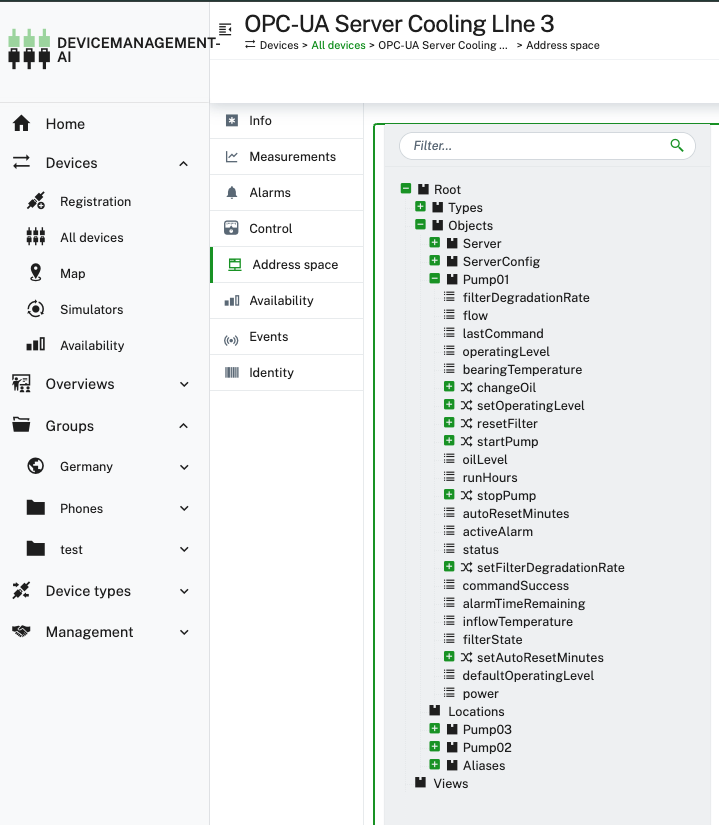 DEVICEMANAGEMENT-
AI
OPC-UA Server Cooling LIne 3
Devices > All devices > OPC-UA Server Cooling ... > Address space
Home
Devices
Registration
All devices
Map
Simulators
Availability
Overviews
Groups
Germany
Phones
test
Device types
Management
Info
Measurements
Alarms
Control
Address space
Availability
Events
Identity
Filter...
Root
Types
Objects
Server
ServerConfig
Pump01
filterDegradationRate
flow
lastCommand
operatingLevel
bearingTemperature
changeOil
setOperatingLevel
resetFilter
startPump
oilLevel
runHours
stopPump
autoResetMinutes
activeAlarm
status
setFilterDegradationRate
commandSuccess
alarmTimeRemaining
inflowTemperature
filterState
setAutoResetMinutes
defaultOperatingLevel
power
Locations
Pump03
Pump02
Aliases
Views